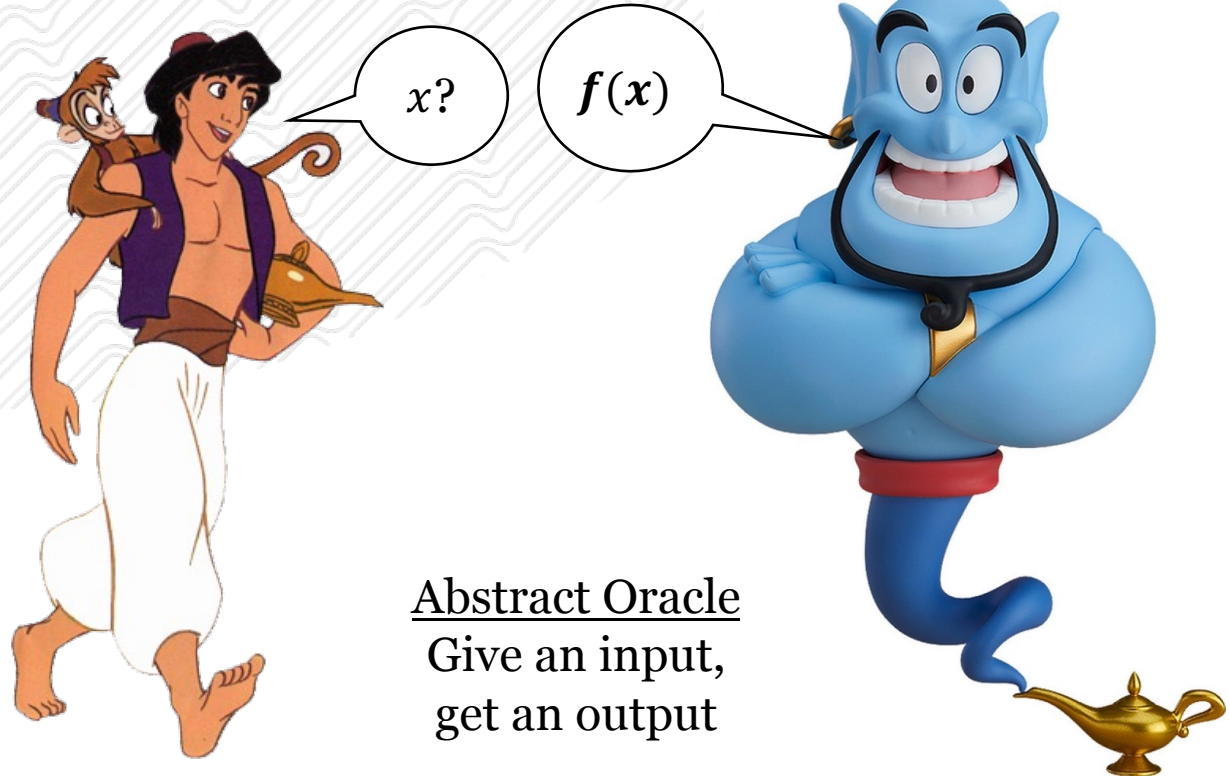 x?
f(x)
Abstract Oracle
Give an input,
get an output